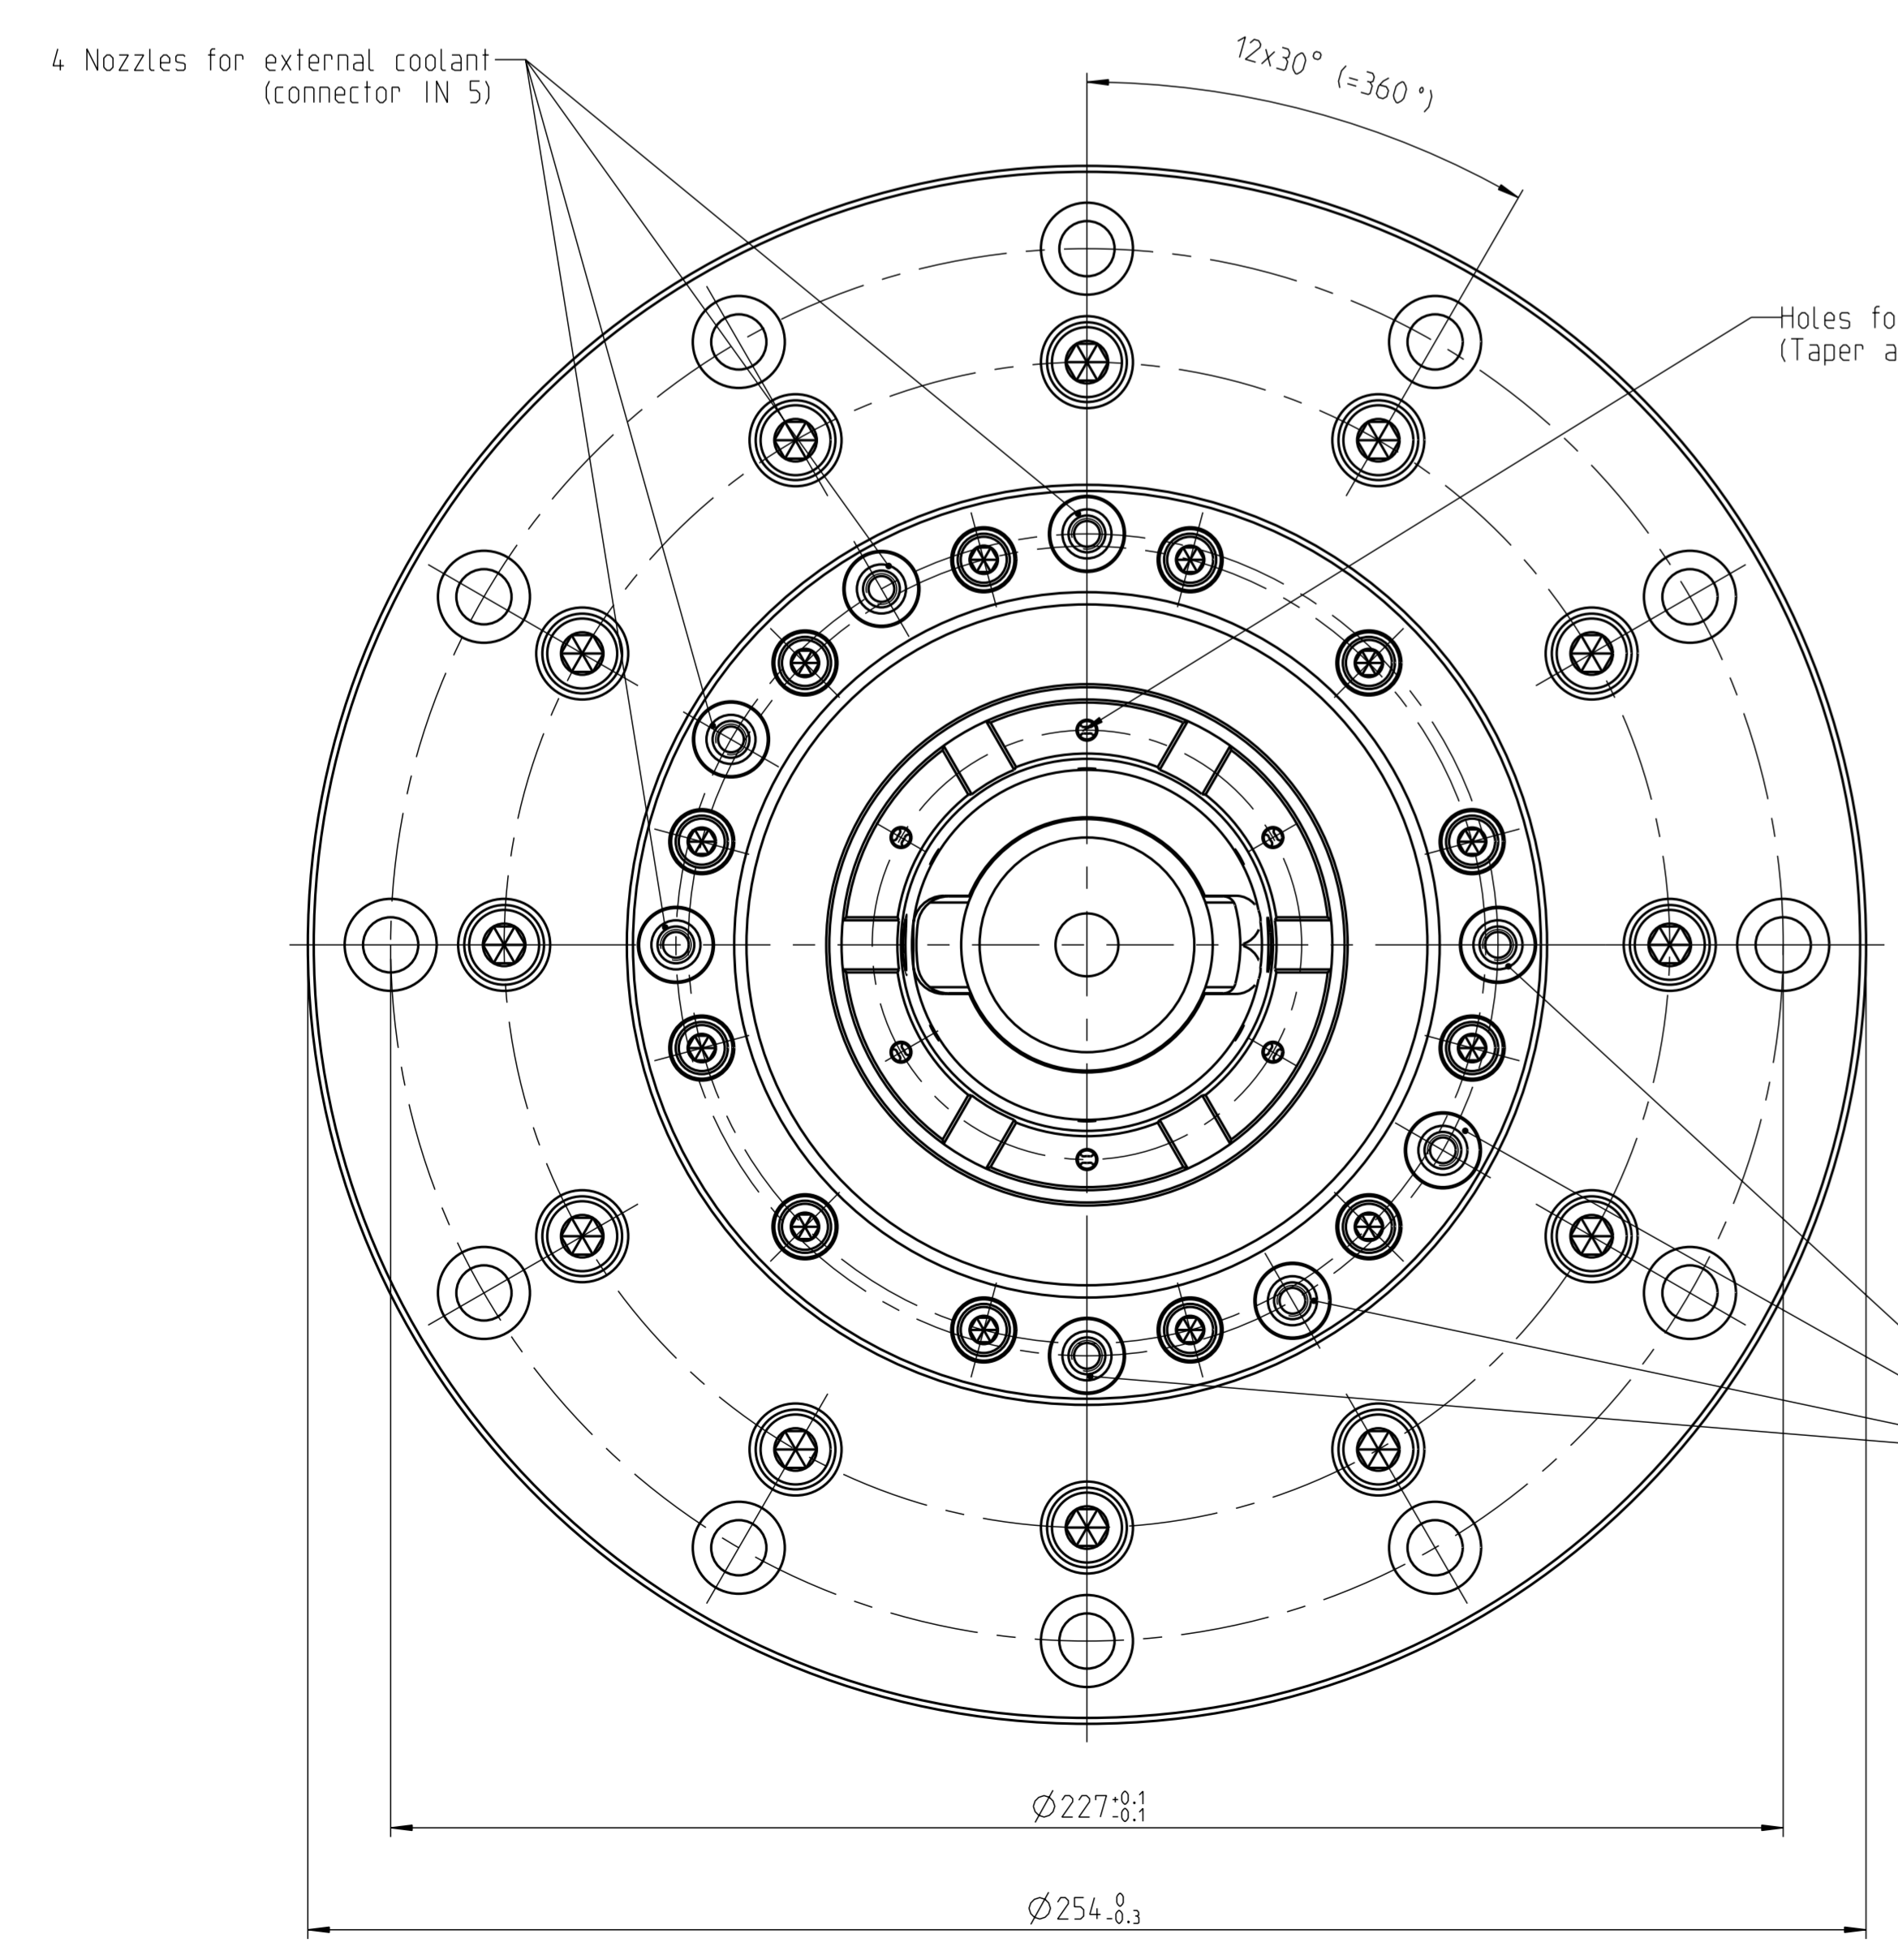 4 Nozzles for external coolant
(connector IN 5)
12x30° (=360°)
Holes fo
(Taper a
Ø227 +0.1 -0.1
Ø254 0 -0.3